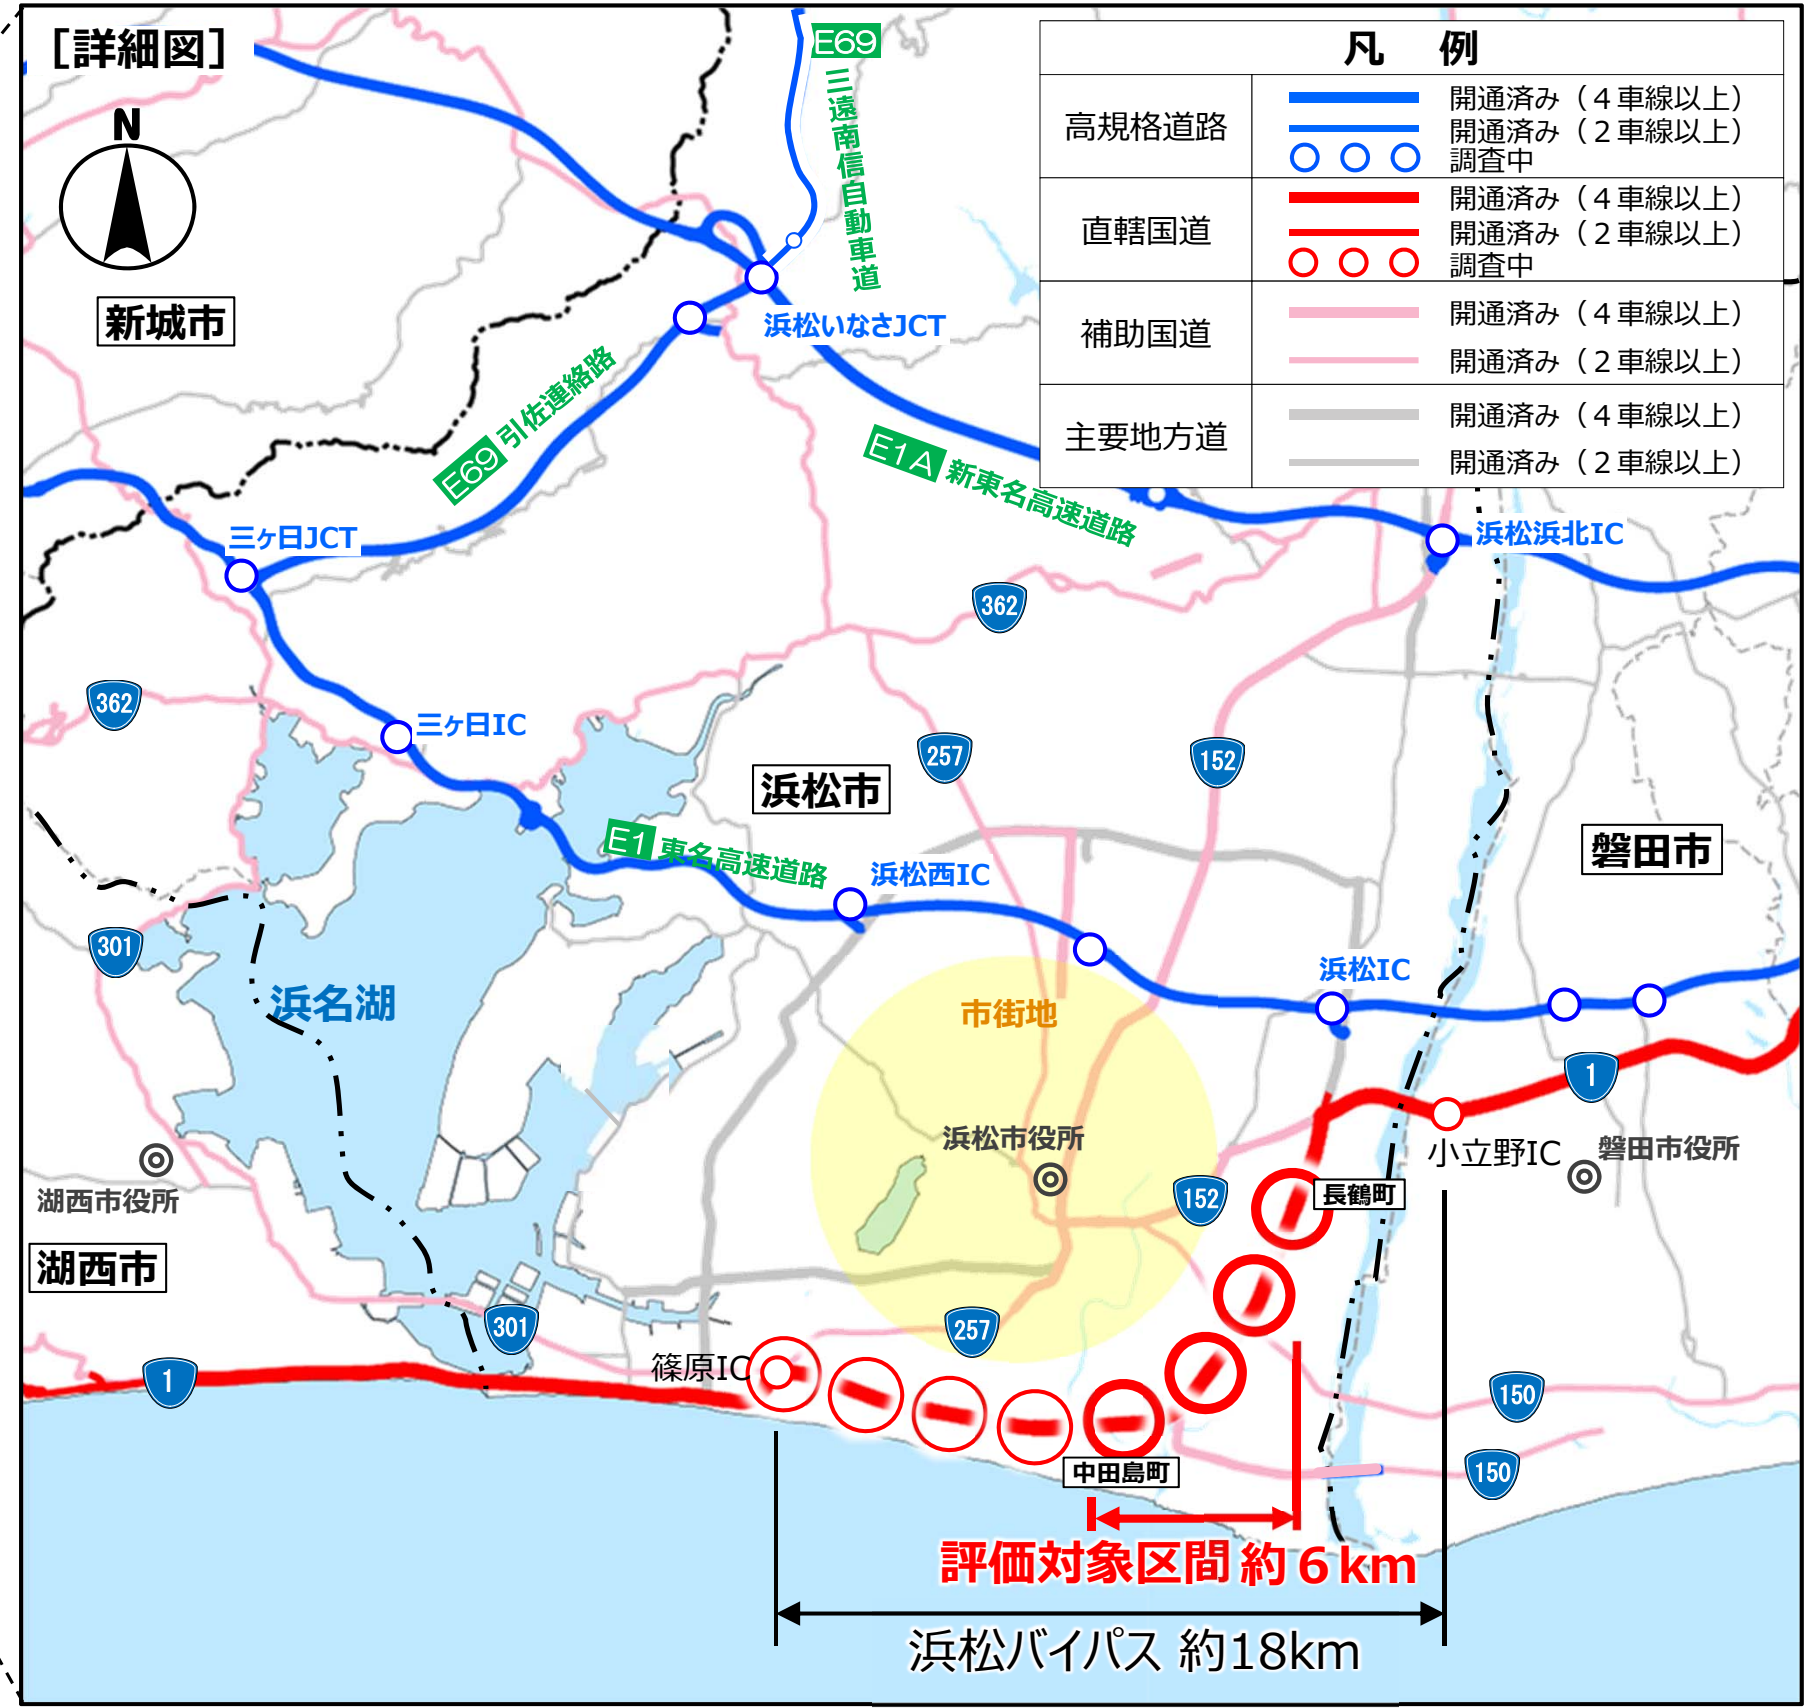 ［詳細図］
N
E69
三遠南信自動車道
凡　例
高規格道路
開通済み（４車線以上）
開通済み（２車線以上）
調査中
直轄国道
開通済み（４車線以上）
開通済み（２車線以上）
調査中
補助国道
開通済み（４車線以上）
開通済み（２車線以上）
主要地方道
開通済み（４車線以上）
開通済み（２車線以上）
新城市
浜松いなさJCT
E69 引佐連絡路
E1A 新東名高速道路
三ヶ日JCT
浜松浜北IC
362
362
三ヶ日IC
257
152
浜松市
磐田市
E1 東名高速道路
浜松西IC
301
浜名湖
浜松IC
市街地
1
浜松市役所
小立野IC
磐田市役所
湖西市役所
152
長鶴町
湖西市
301
257
篠原IC
1
150
150
中田島町
評価対象区間 約６km
浜松バイパス 約18km